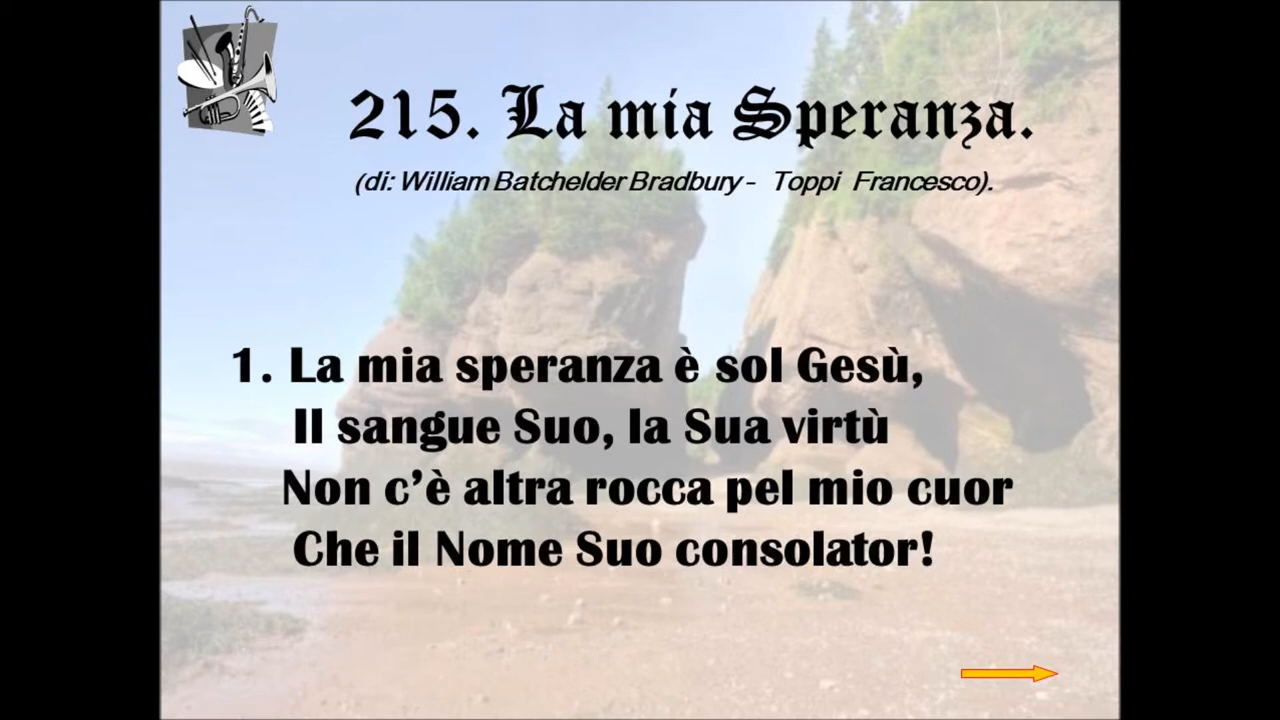 215. La mia Speranza.
(di: William Batchelder Bradbury - Toppi Francesco).
1. La mia speranza è sol Gesù,
Il sangue Suo, la Sua virtù
Non c’è altra rocca pel mio cuor
Che il Nome Suo consolator!